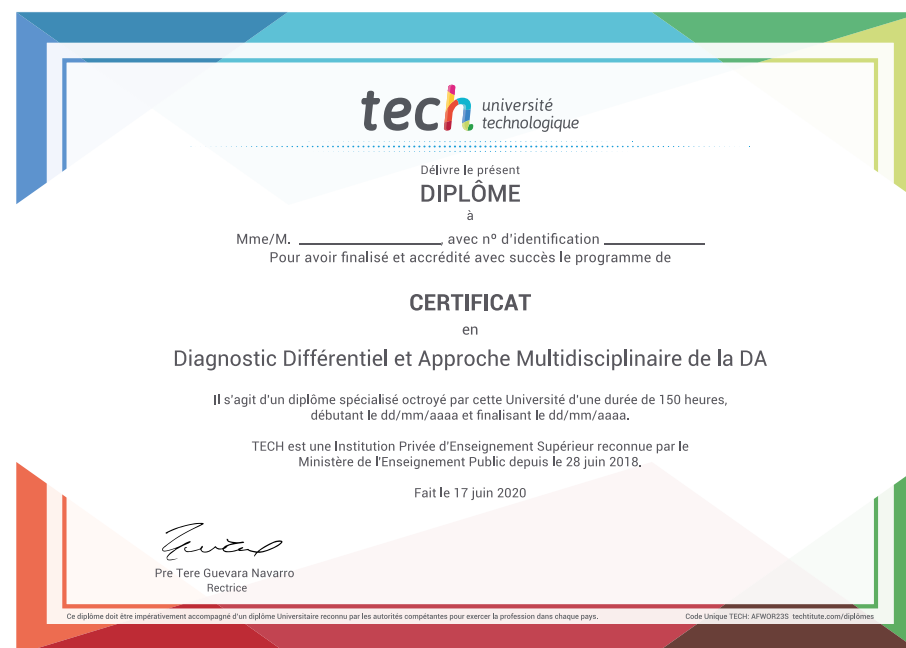 tech université
technologique
Délivre le présent
DIPLÔME
à
Mme/M. ____________________, avec nº d'identification ______________
Pour avoir finalisé et accrédité avec succès le programme de
CERTIFICAT
en
Diagnostic Différentiel et Approche Multidisciplinaire de la DA
Il s'agit d'un diplôme spécialisé octroyé par cette Université d'une durée de 150 heures,
débutant le dd/mm/aaaa et finalisant le dd/mm/aaaa.
TECH est une Institution Privée d'Enseignement Supérieur reconnue par le
Ministère de l'Enseignement Public depuis le 28 juin 2018.
Fait le 17 juin 2020
Pre Tere Guevara Navarro
Rectrice
Ce diplôme doit être impérativement accompagné d'un diplôme Universitaire reconnu par les autorités compétantes pour exercer la profession dans chaque pays.
Code Unique TECH: AFWOR23S techtitute.com/diplômes